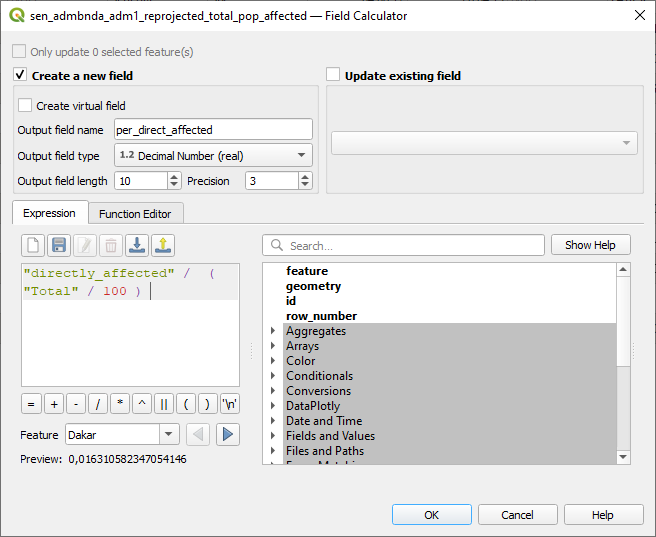 sen_admbnda_adm1_reprojected_total_pop_affected — Field Calculator
Only update 0 selected feature(s)
Create a new field
Update existing field
Create virtual field
Output field name per_direct_affected
Output field type 1.2 Decimal Number (real)
Output field length 10 Precision 3
Expression Function Editor
Search... Show Help
"directly_affected" / (
"Total" / 100 )
feature
geometry
id
row_number
Aggregates
Arrays
Color
Conditionals
Conversions
DataPlotly
Date and Time
Fields and Values
Files and Paths
= + - / * ^ || ( ) '\n'
Feature Dakar
Preview: 0,016310582347054146
OK Cancel Help